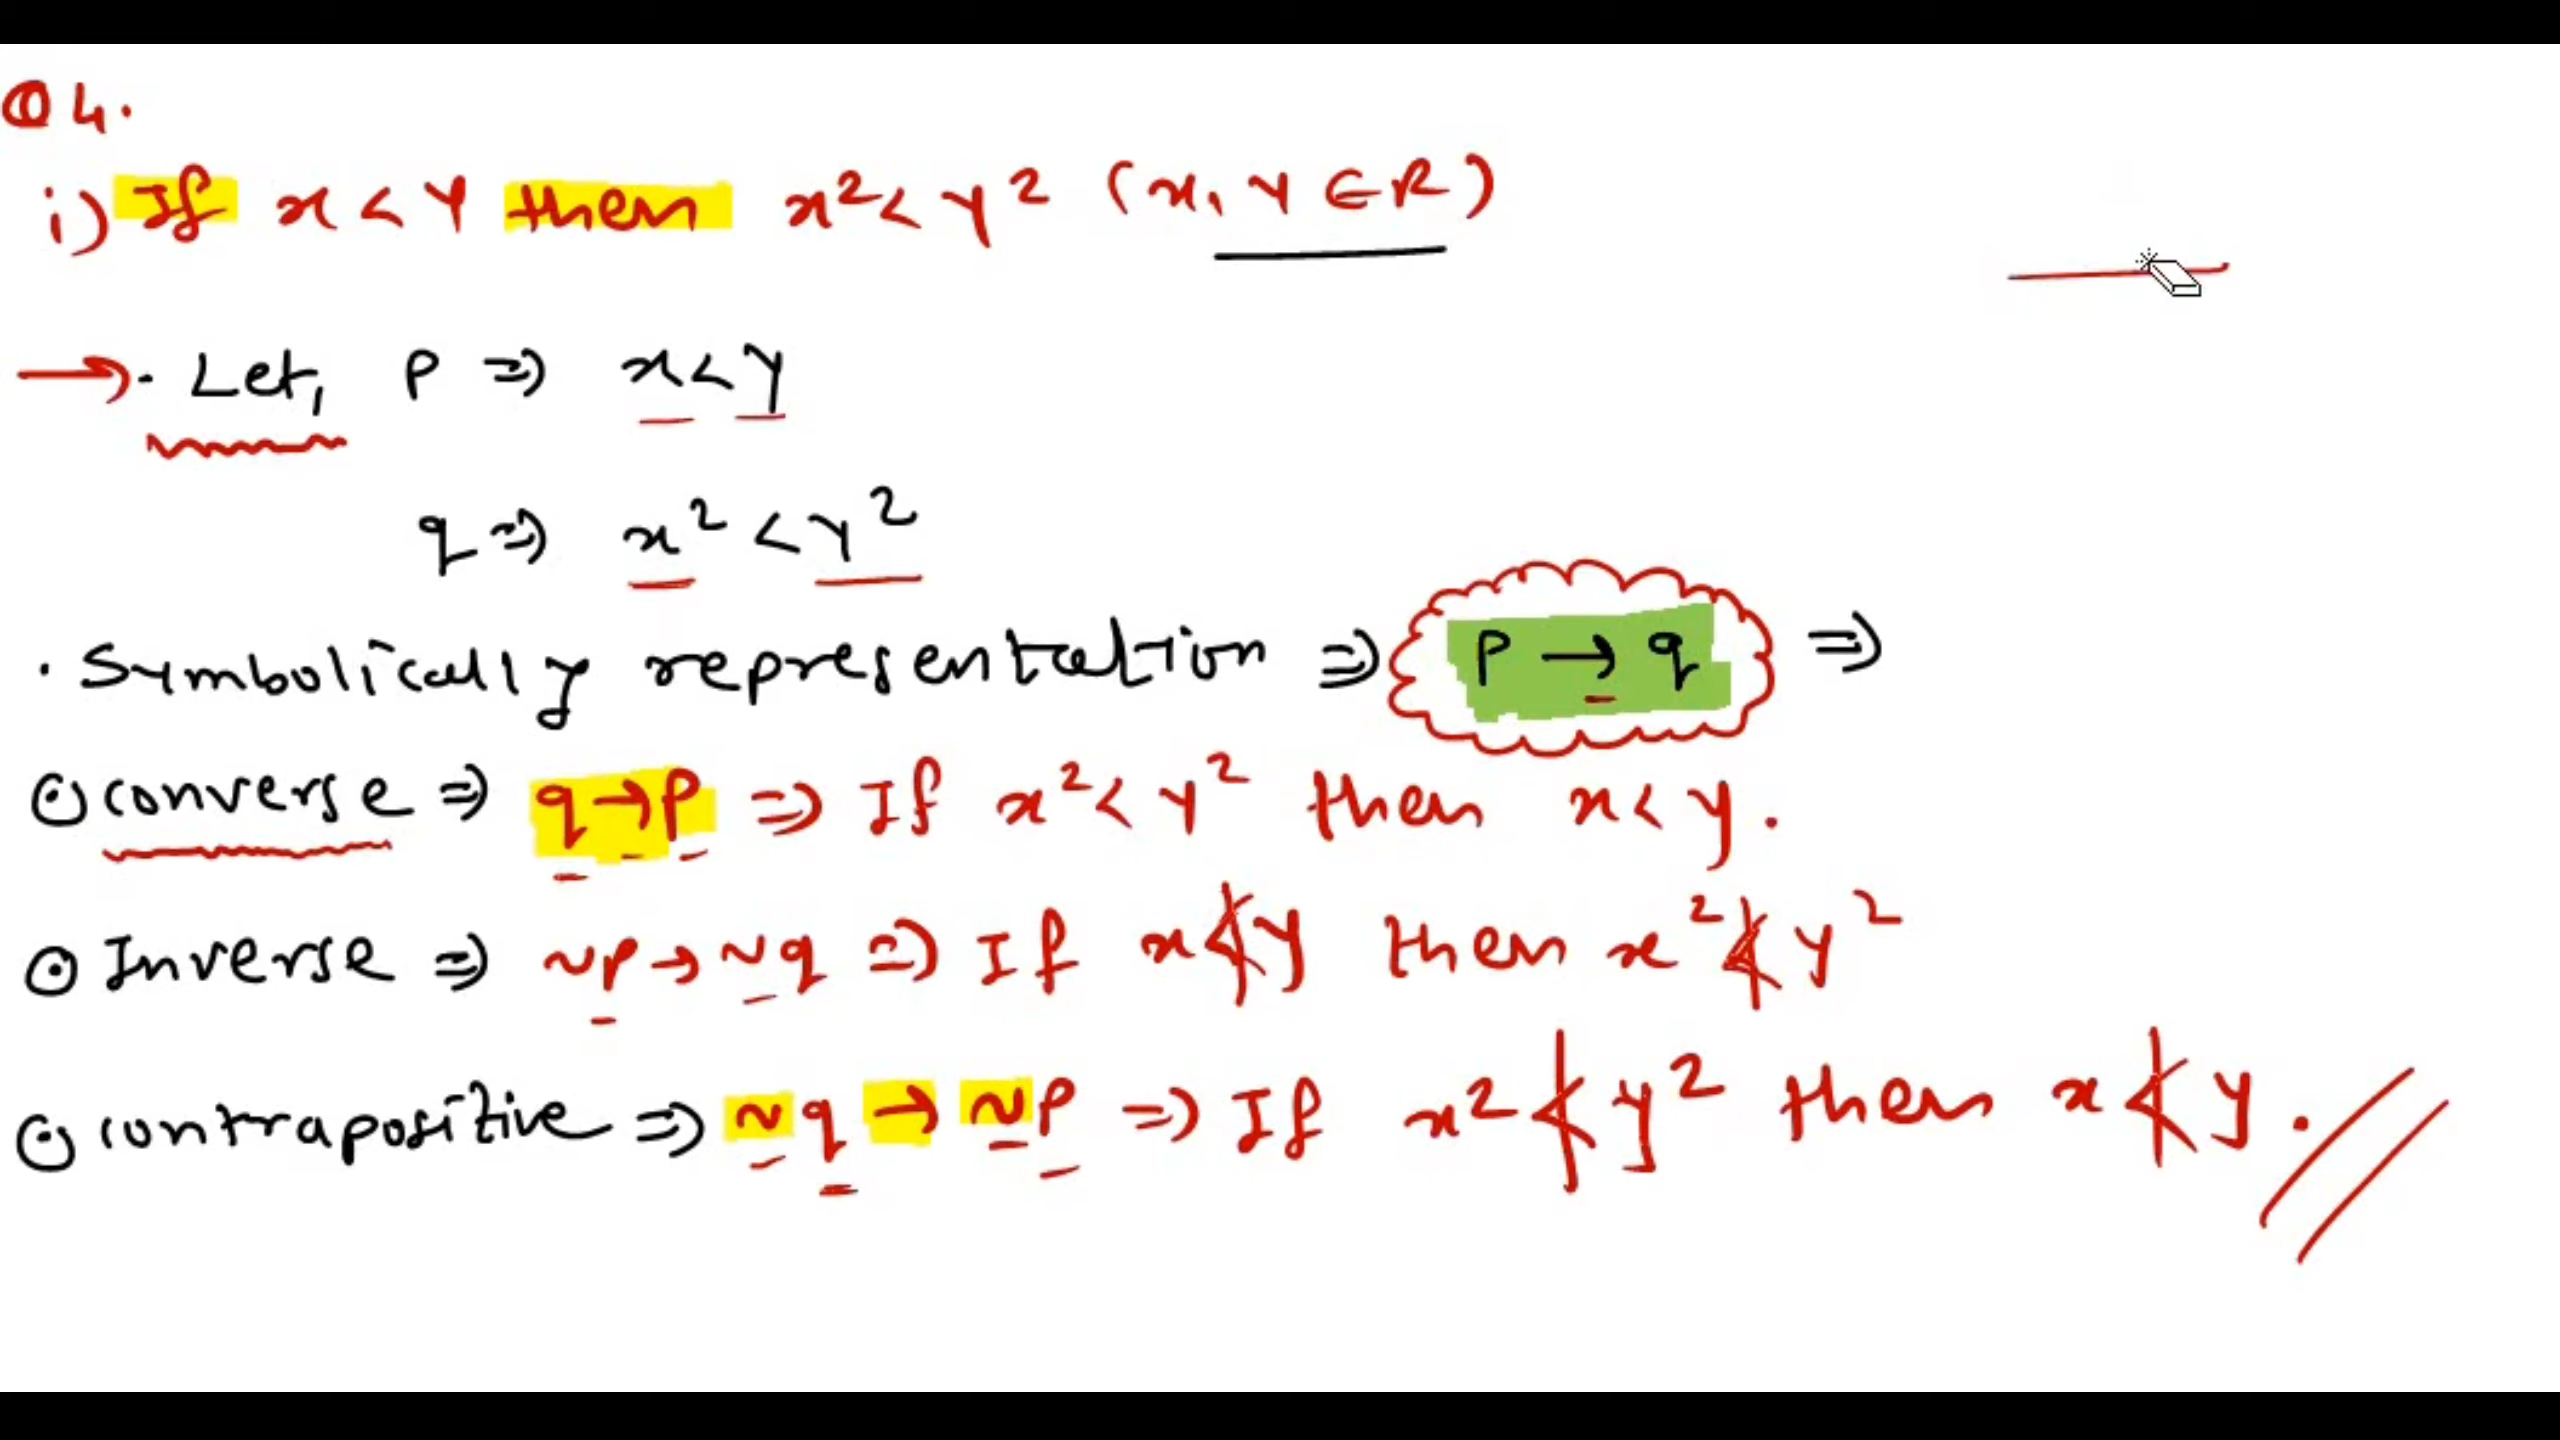 Q4.
i) If x < y then x² < y² (x, y ∈ R)
→ · Let, p ⇒ x < y
q ⇒ x² < y²
· Symbolically representation ⇒ p → q ⇒
⊙ converse ⇒ q → p ⇒ If x² < y² then x < y.
⊙ Inverse ⇒ ~p → ~q ⇒ If x ≮ y then x² ≮ y²
⊙ contrapositive ⇒ ~q → ~p ⇒ If x² ≮ y² then x ≮ y.